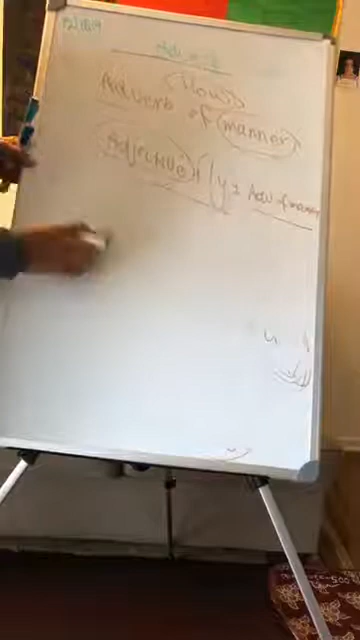 (How)
Adverb of manner
Adjective + ly = Adv of manner